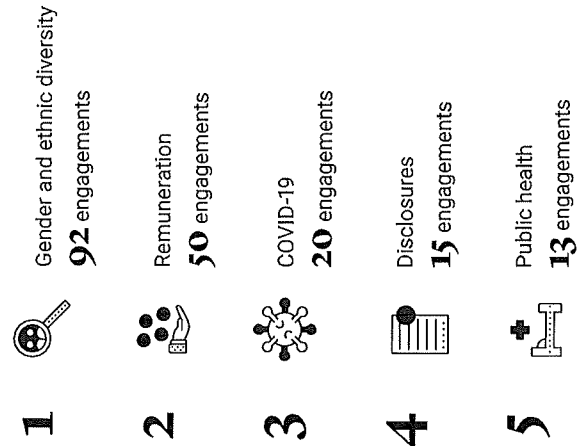 1
Gender and ethnic diversity
92 engagements
2
Remuneration
50 engagements
3
COVID-19
20 engagements
4
Disclosures
15 engagements
5
Public health
13 engagements